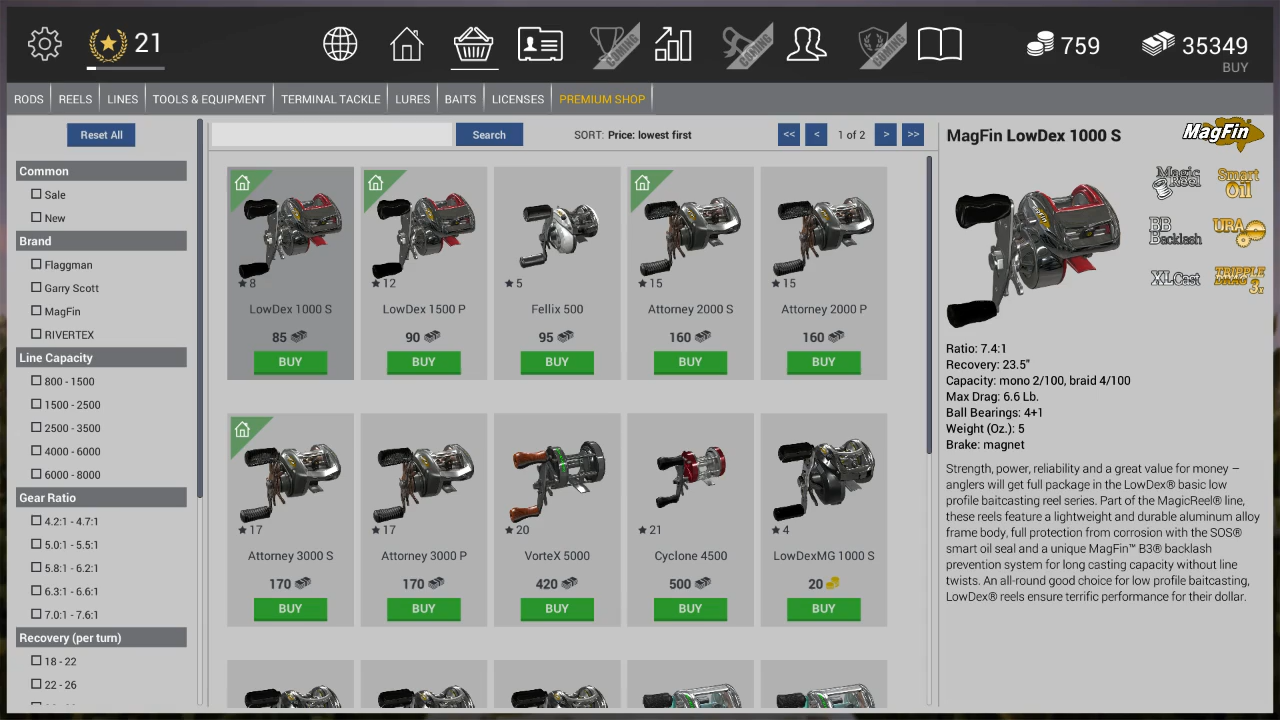 21
COMING
COMING
COMING
759
35349
BUY
RODS
REELS
LINES
TOOLS & EQUIPMENT
TERMINAL TACKLE
LURES
BAITS
LICENSES
PREMIUM SHOP
Reset All
Common
Sale
New
Brand
Flaggman
Garry Scott
MagFin
RIVERTEX
Line Capacity
800 - 1500
1500 - 2500
2500 - 3500
4000 - 6000
6000 - 8000
Gear Ratio
4.2:1 - 4.7:1
5.0:1 - 5.5:1
5.8:1 - 6.2:1
6.3:1 - 6.6:1
7.0:1 - 7.6:1
Recovery (per turn)
18 - 22
22 - 26
Search
SORT: Price: lowest first
<<
<
1 of 2
>
>>
8
LowDex 1000 S
85
BUY
12
LowDex 1500 P
90
BUY
5
Fellix 500
95
BUY
15
Attorney 2000 S
160
BUY
15
Attorney 2000 P
160
BUY
17
Attorney 3000 S
170
BUY
17
Attorney 3000 P
170
BUY
20
VorteX 5000
420
BUY
21
Cyclone 4500
500
BUY
4
LowDexMG 1000 S
20
BUY
MagFin LowDex 1000 S
MagFin
Magic Reel
Smart Oil
BB Backlash
URA
XLCast
TRIPPLE DRAG 3x
Ratio: 7.4:1
Recovery: 23.5"
Capacity: mono 2/100, braid 4/100
Max Drag: 6.6 Lb.
Ball Bearings: 4+1
Weight (Oz.): 5
Brake: magnet
Strength, power, reliability and a great value for money –
anglers will get full package in the LowDex® basic low
profile baitcasting reel series. Part of the MagicReel® line,
these reels feature a lightweight and durable aluminum alloy
frame body, full protection from corrosion with the SOS®
smart oil seal and a unique MagFin™ B3® backlash
prevention system for long casting capacity without line
twists. An all-round good choice for low profile baitcasting,
LowDex® reels ensure terrific performance for their dollar.